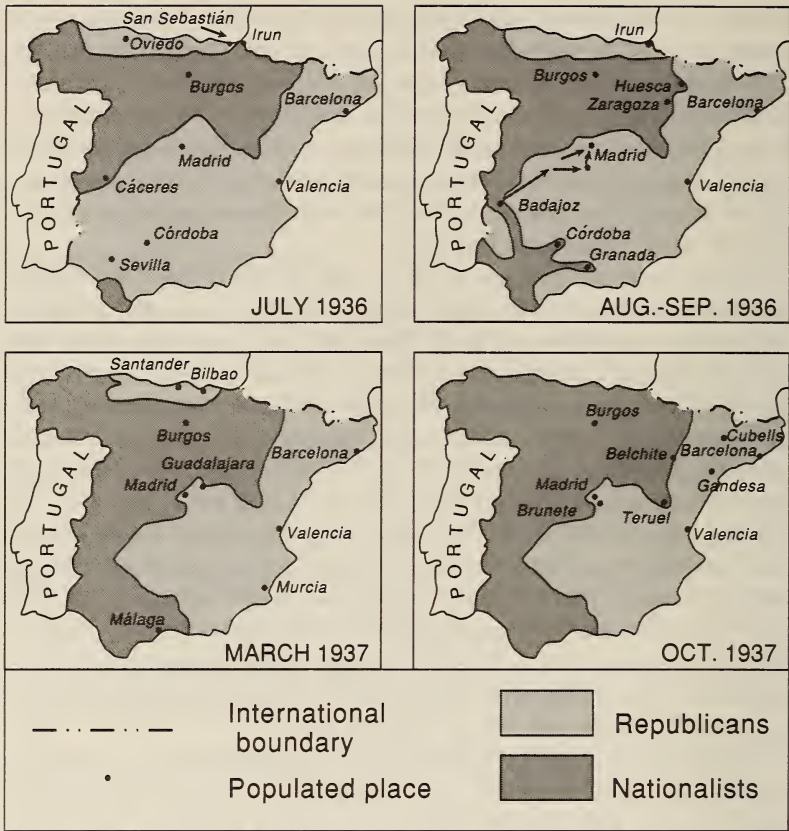 San Sebastián
Irun
Oviedo
Burgos
Barcelona
PORTUGAL
Madrid
Cáceres
Valencia
Córdoba
Sevilla
JULY 1936
Irun
Burgos
Huesca
Zaragoza
Barcelona
PORTUGAL
Madrid
Valencia
Badajoz
Córdoba
Granada
AUG.-SEP. 1936
Santander
Bilbao
Burgos
Guadalajara
Barcelona
PORTUGAL
Madrid
Valencia
Murcia
Málaga
MARCH 1937
Burgos
Cubells
Belchite
Barcelona
PORTUGAL
Madrid
Gandesa
Brunete
Teruel
Valencia
OCT. 1937
International
boundary
Populated place
Republicans
Nationalists